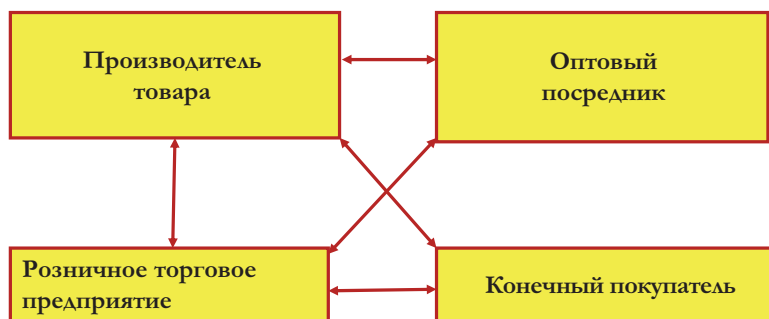 Производитель
товара
Оптовый
посредник
Розничное торговое
предприятие
Конечный покупатель